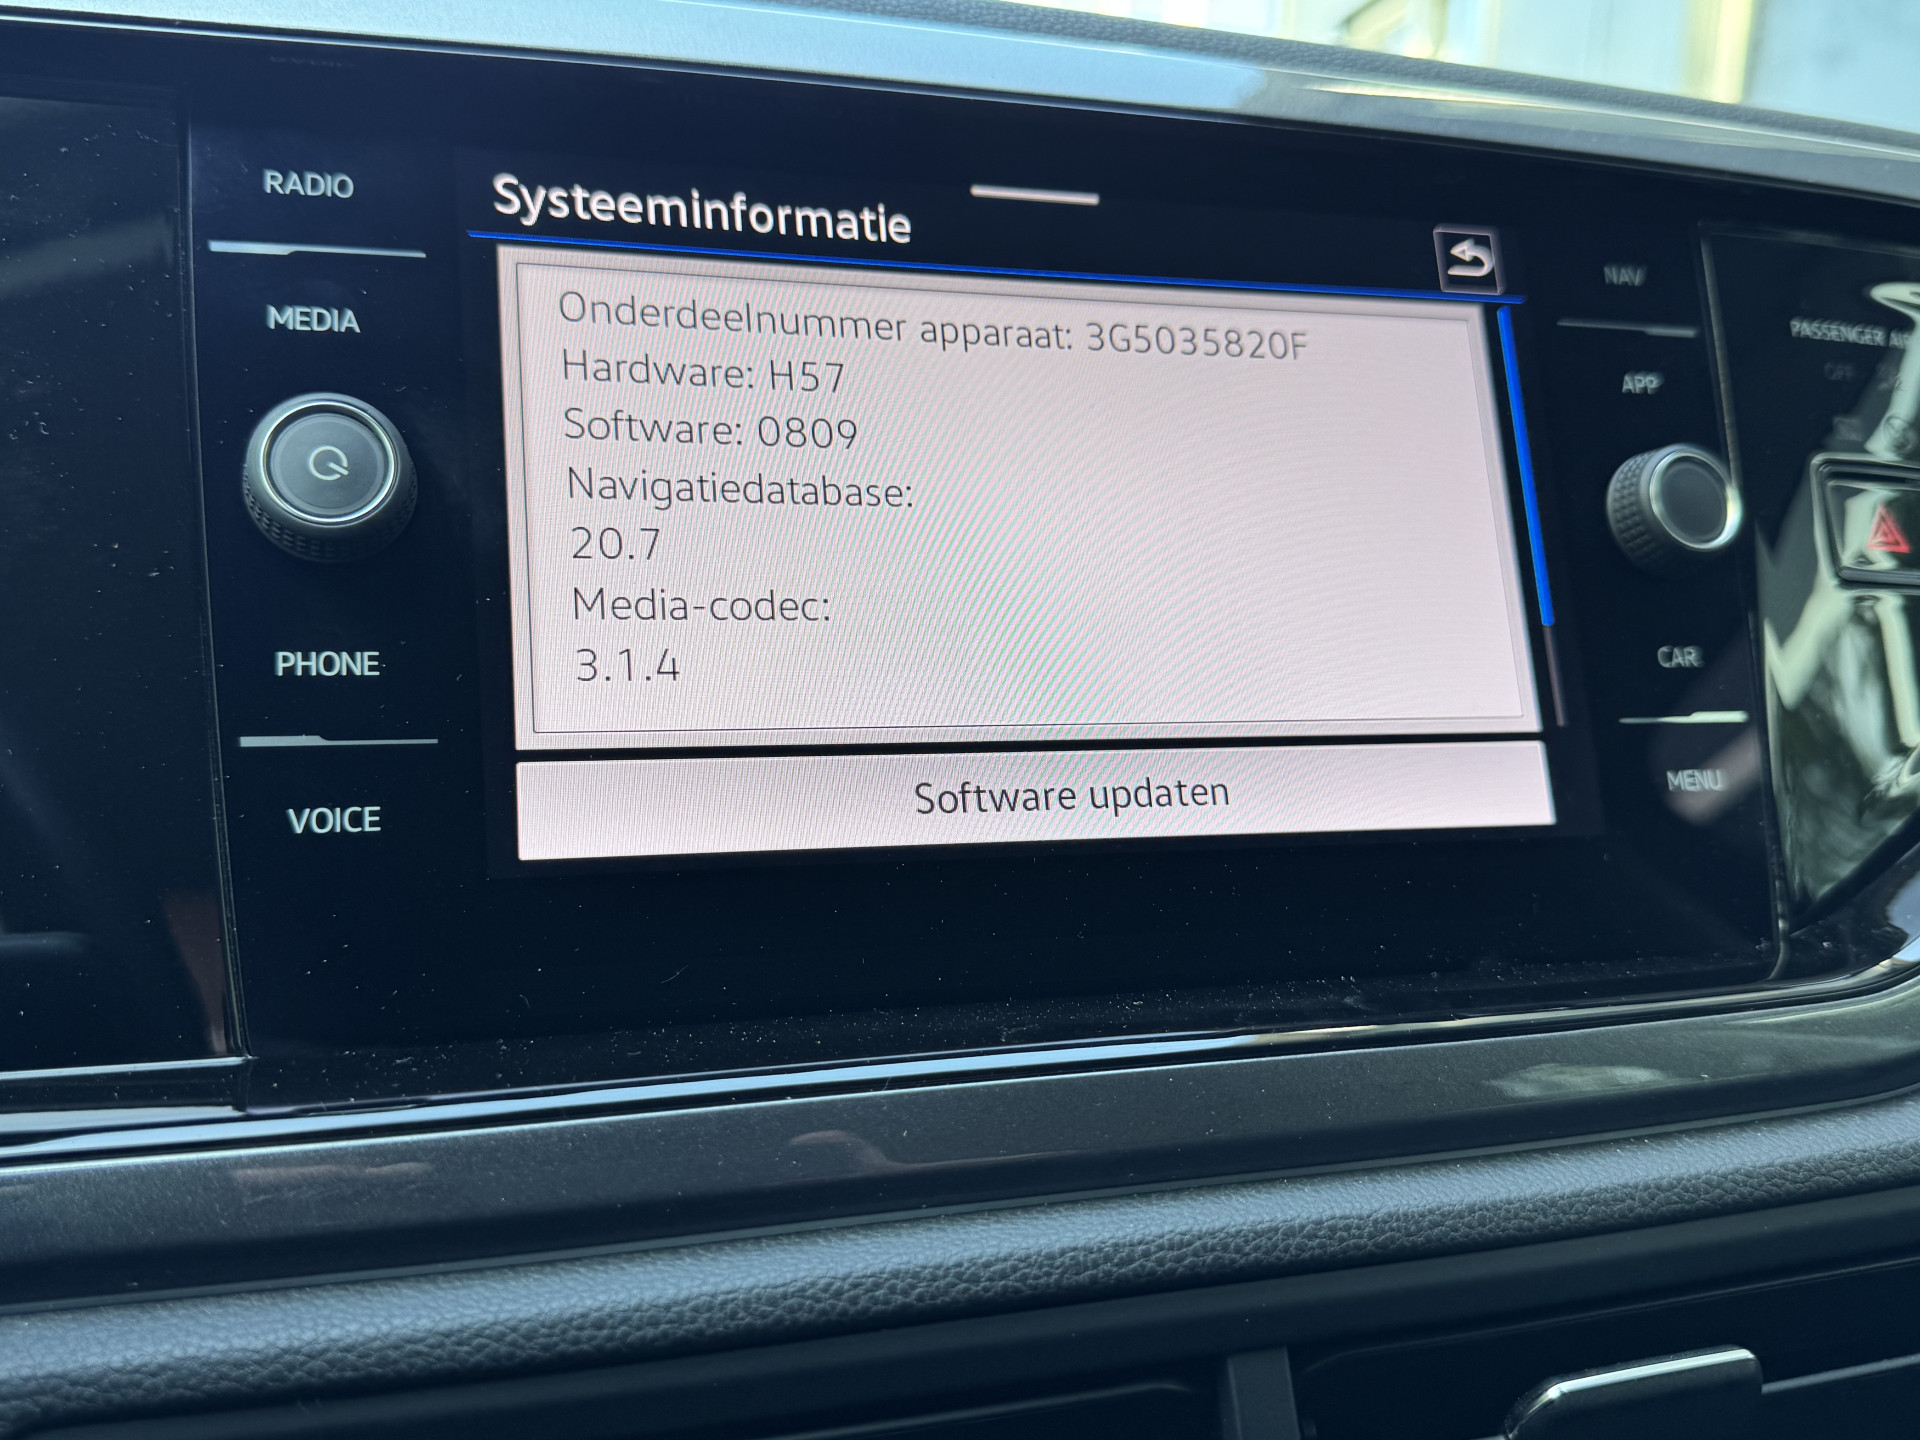 RADIO
MEDIA
PHONE
VOICE
Systeeminformatie
Onderdeelnummer apparaat: 3G5035820F
Hardware: H57
Software: 0809
Navigatiedatabase:
20.7
Media-codec:
3.1.4
Software updaten
NAV
APP
CAR
MENU
PASSENGER
OFF